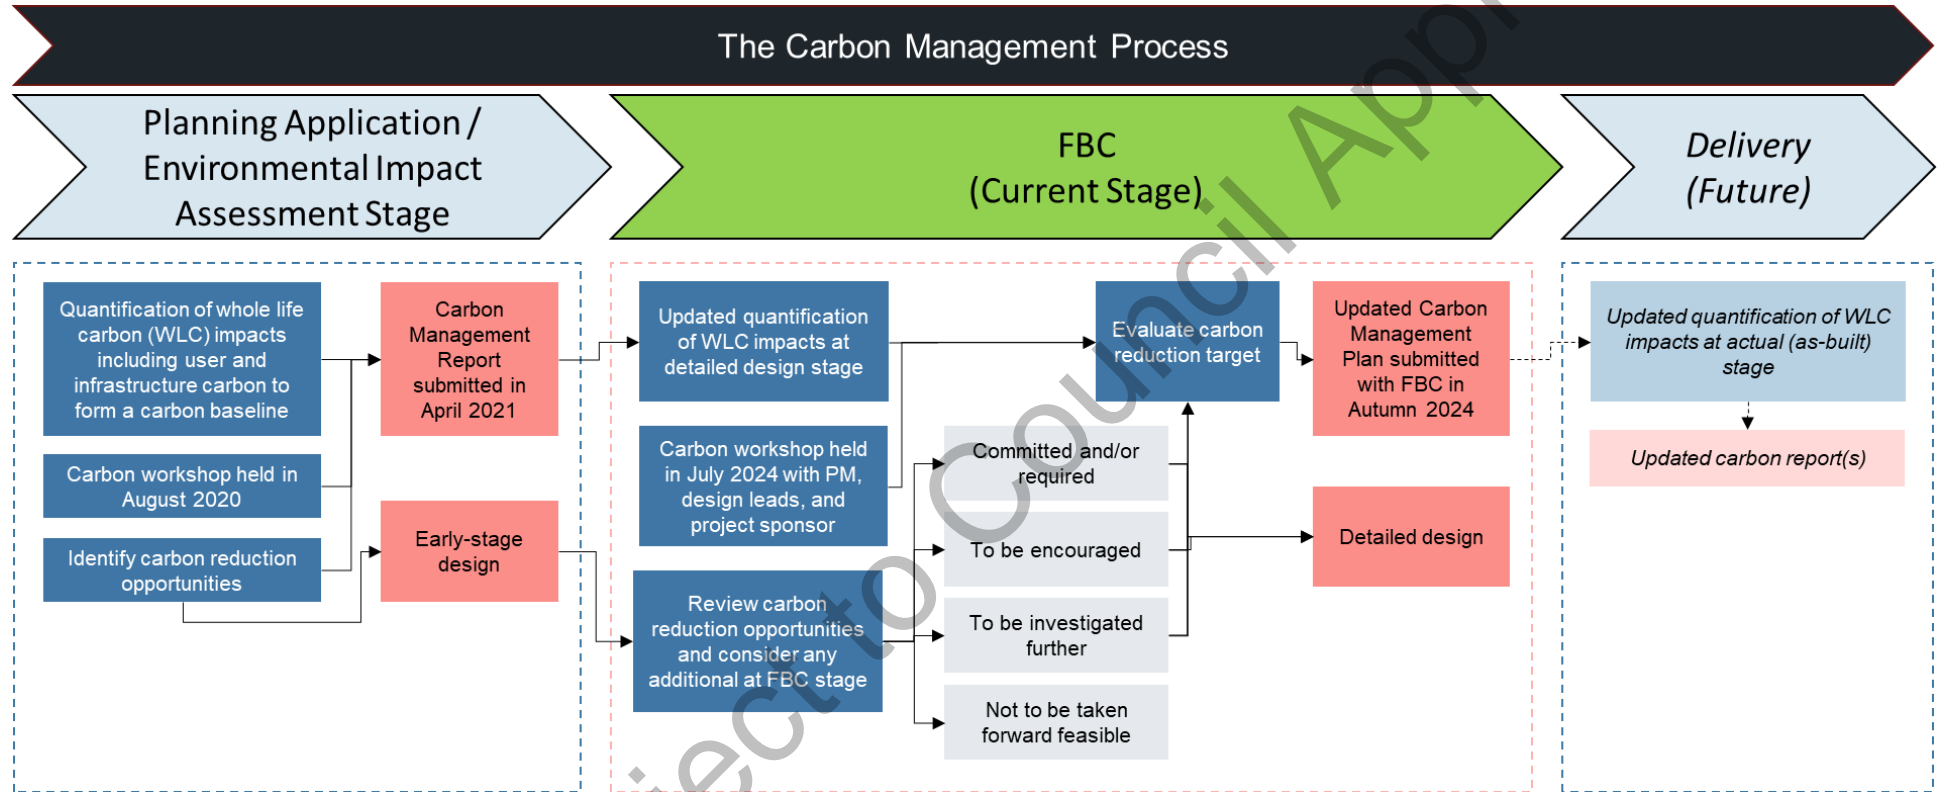 The Carbon Management Process
Planning Application /
Environmental Impact
Assessment Stage
FBC
(Current Stage)
Delivery
(Future)
Quantification of whole life
carbon (WLC) impacts
including user and
infrastructure carbon to
form a carbon baseline
Carbon workshop held in
August 2020
Identify carbon reduction
opportunities
Carbon
Management
Report
submitted in
April 2021
Early-stage
design
Updated quantification
of WLC impacts at
detailed design stage
Carbon workshop held
in July 2024 with PM,
design leads, and
project sponsor
Review carbon
reduction opportunities
and consider any
additional at FBC stage
Committed and/or
required
To be encouraged
To be investigated
further
Not to be taken
forward feasible
Evaluate carbon
reduction target
Updated Carbon
Management
Plan submitted
with FBC in
Autumn 2024
Detailed design
Updated quantification of WLC
impacts at actual (as-built)
stage
Updated carbon report(s)
to Council